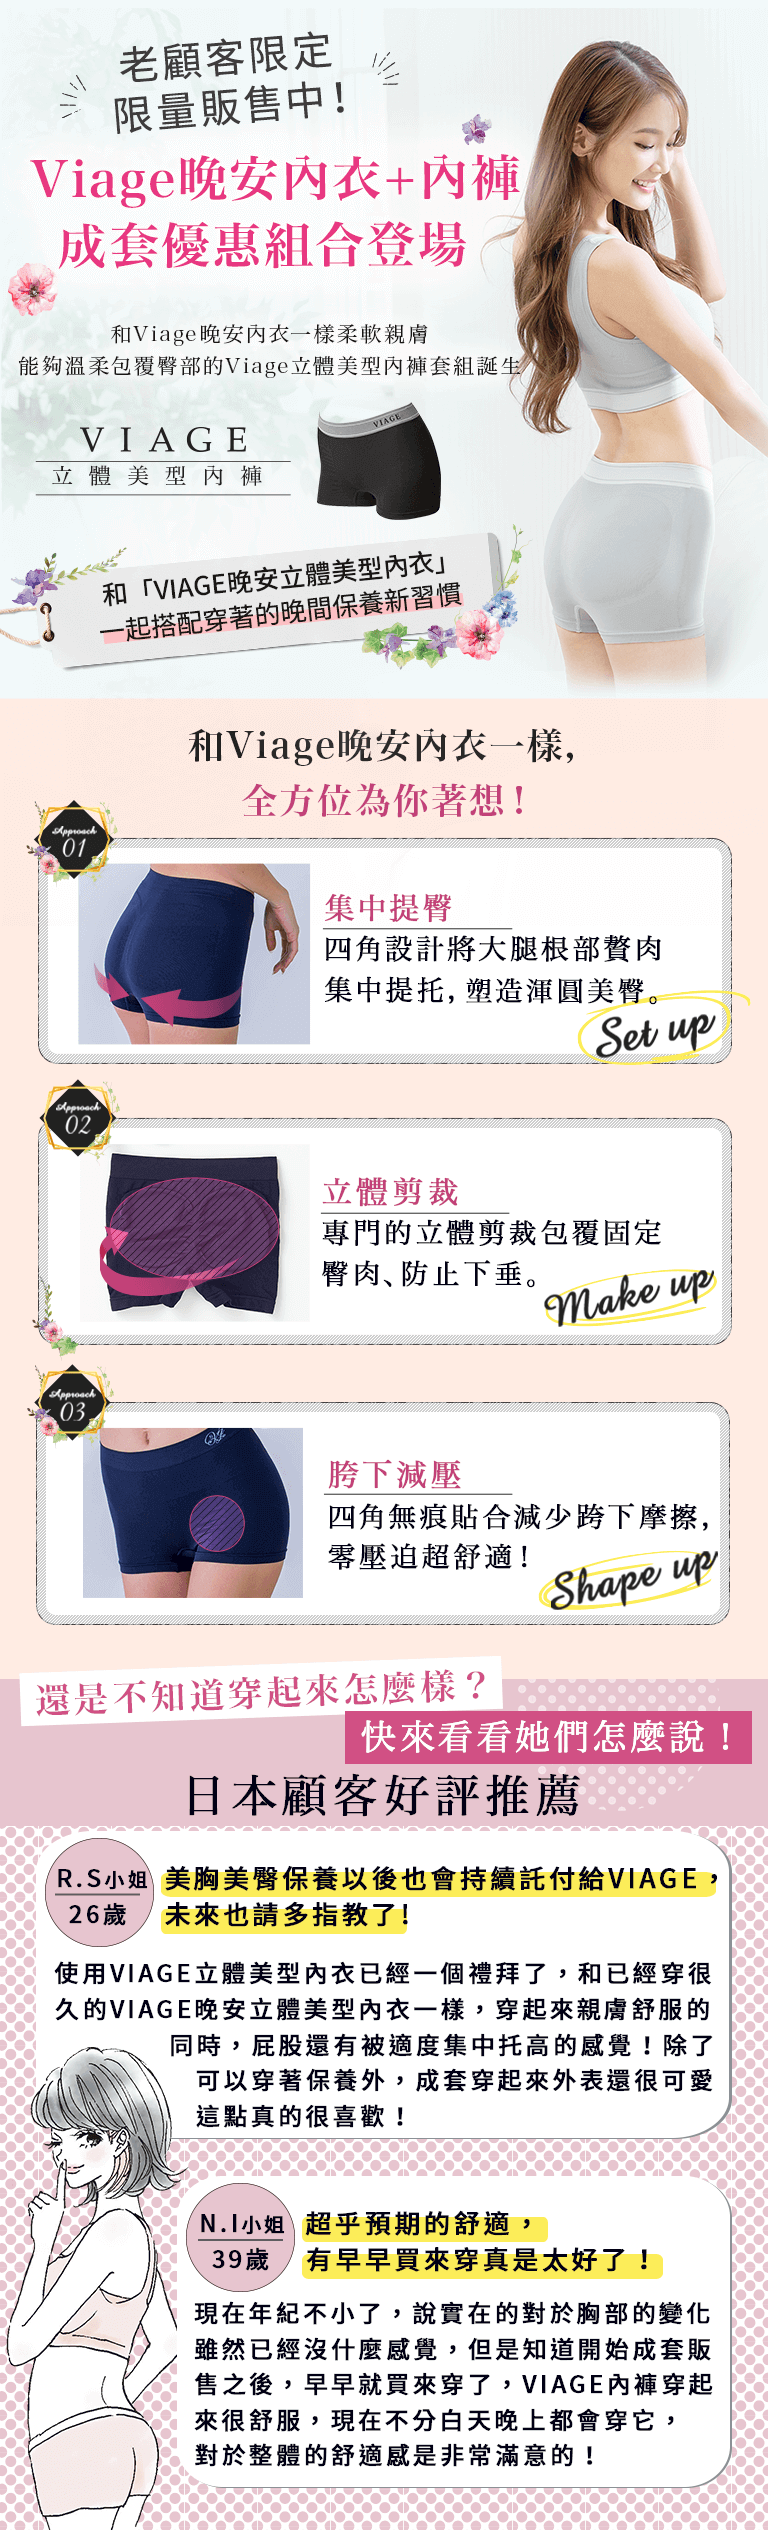 老顧客限定
限量販售中!
Viage晚安內衣+內褲
成套優惠組合登場
和Viage晚安內衣一樣柔軟親膚
能夠溫柔包覆臀部的Viage立體美型內褲套組誕生
VIAGE
VIAGE
立體美型內褲
和「VIAGE晚安立體美型內衣」
一起搭配穿著的晚間保養新習慣
和Viage晚安內衣一樣,
全方位為你著想!
Approach
01
集中提臀
四角設計將大腿根部贅肉
集中提托,塑造渾圓美臀。
Set up
Approach
02
立體剪裁
專門的立體剪裁包覆固定
臀肉、防止下垂。
Make up
Approach
03
胯下減壓
四角無痕貼合減少跨下摩擦,
零壓迫超舒適!
Shape up
還是不知道穿起來怎麼樣？
快來看看她們怎麼說！
日本顧客好評推薦
R.S小姐
26歲
美胸美臀保養以後也會持續託付給VIAGE，
未來也請多指教了!
使用VIAGE立體美型內衣已經一個禮拜了，和已經穿很
久的VIAGE晚安立體美型內衣一樣，穿起來親膚舒服的
同時，屁股還有被適度集中托高的感覺！除了
可以穿著保養外，成套穿起來外表還很可愛
這點真的很喜歡！
N.I小姐
39歲
超乎預期的舒適，
有早早買來穿真是太好了！
現在年紀不小了，說實在的對於胸部的變化
雖然已經沒什麼感覺，但是知道開始成套販
售之後，早早就買來穿了，VIAGE內褲穿起
來很舒服，現在不分白天晚上都會穿它，
對於整體的舒適感是非常滿意的！